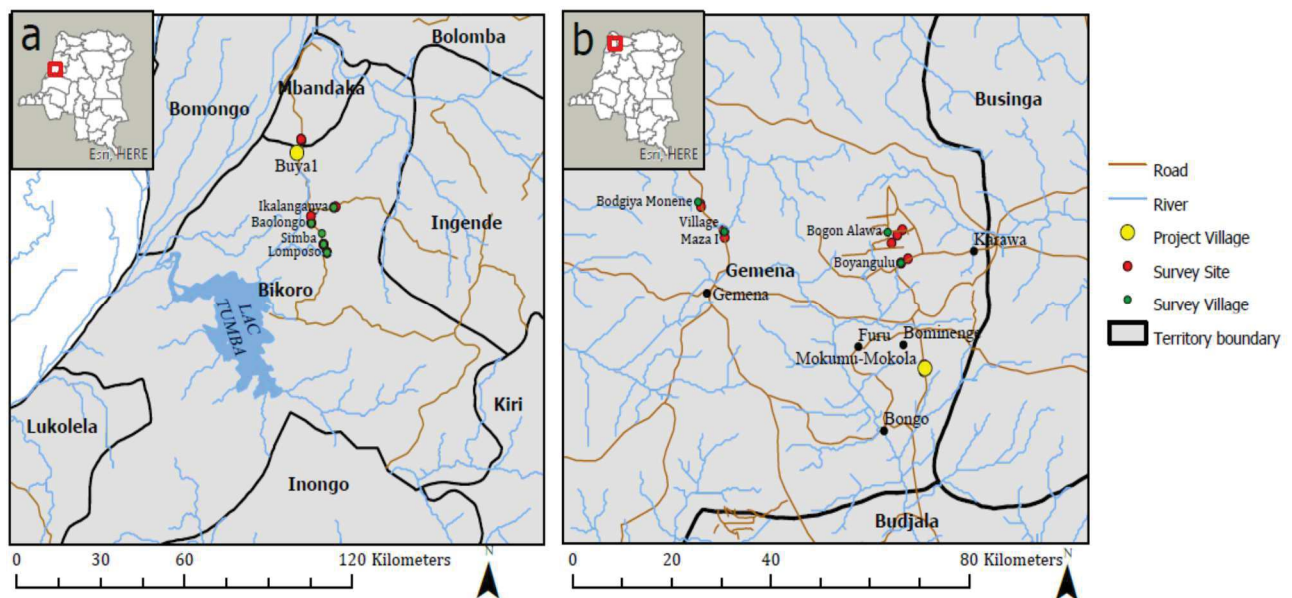 a
Esri, HERE
Bolomba
Mbandaka
Bomongo
Buya1
Ikalanganya
Baolongo
Simba
Lomposo
Ingende
Bikoro
LAC
TUMBA
Lukolela
Kiri
Inongo
0 30 60 120 Kilometers
N
b
Esri, HERE
Businga
Bodgiya Monene
Village
Maza I
Bogon Alawa
Boyangulu
Karawa
Gemena
Gemena
Furu
Bominenge
Mokumu-Mokola
Bongo
Budjala
0 20 40 80 Kilometers
N
Road
River
Project Village
Survey Site
Survey Village
Territory boundary